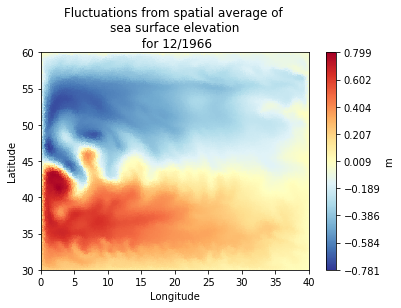 Fluctuations from spatial average of
sea surface elevation
for 12/1966
60
55
50
45
40
35
30
Latitude
0 5 10 15 20 25 30 35 40
Longitude
0.799
0.602
0.404
0.207
0.009
−0.189
−0.386
−0.584
−0.781
m